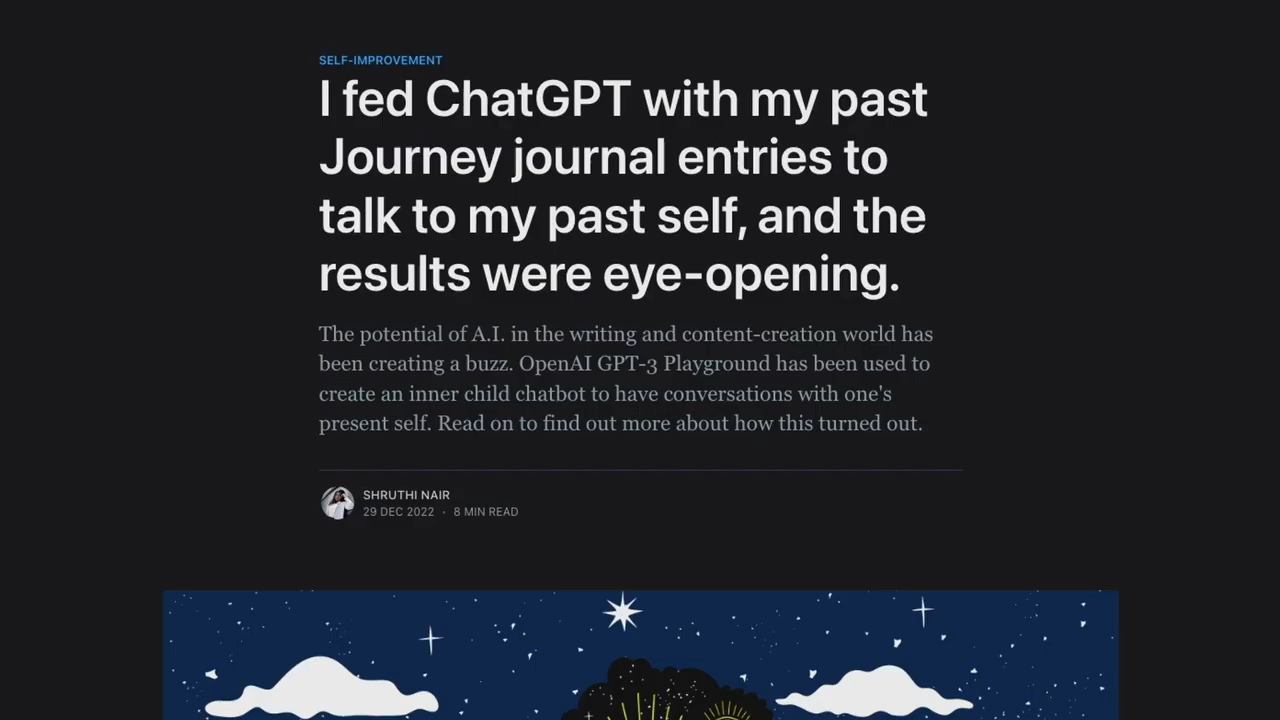 SELF-IMPROVEMENT
I fed ChatGPT with my past
Journey journal entries to
talk to my past self, and the
results were eye-opening.
The potential of A.I. in the writing and content-creation world has
been creating a buzz. OpenAI GPT-3 Playground has been used to
create an inner child chatbot to have conversations with one's
present self. Read on to find out more about how this turned out.
SHRUTHI NAIR
29 DEC 2022 · 8 MIN READ